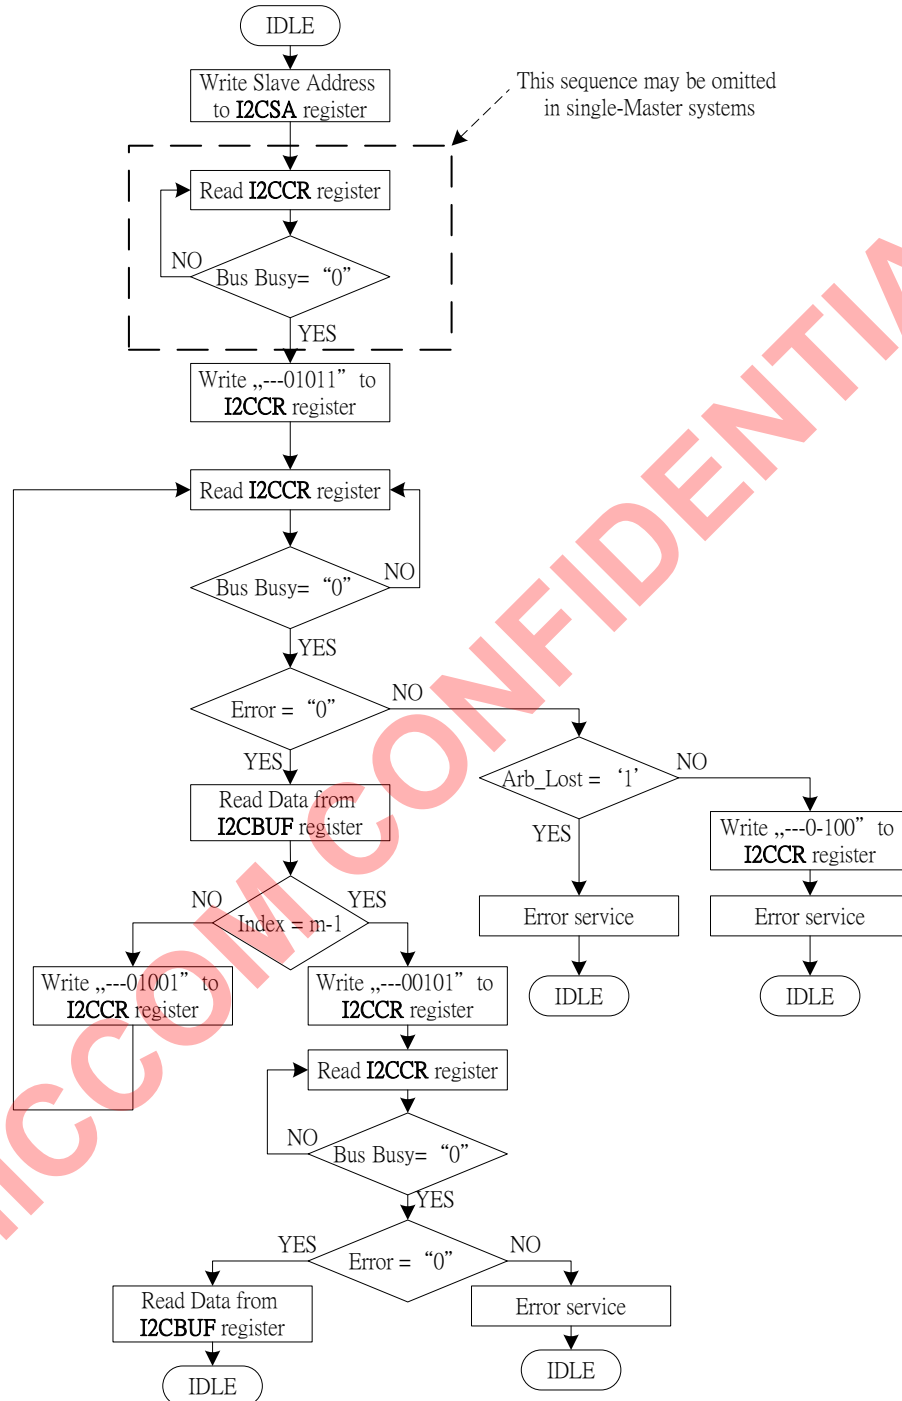 IDLE
Write Slave Address
to I2CSA register
This sequence may be omitted
in single-Master systems
Read I2CCR register
NO
Bus Busy= “0”
YES
Write „---01011” to
I2CCR register
Read I2CCR register
Bus Busy= “0”
NO
YES
Error = “0”
NO
YES
Arb_Lost = ‘1’
NO
YES
Read Data from
I2CBUF register
Write „---0-100” to
I2CCR register
NO
Index = m-1
YES
Error service
Error service
Write „---01001” to
I2CCR register
Write „---00101” to
I2CCR register
IDLE
IDLE
Read I2CCR register
NO
Bus Busy= “0”
YES
YES
Error = “0”
NO
Read Data from
I2CBUF register
Error service
IDLE
IDLE
MICCOM CONFIDENTIAL